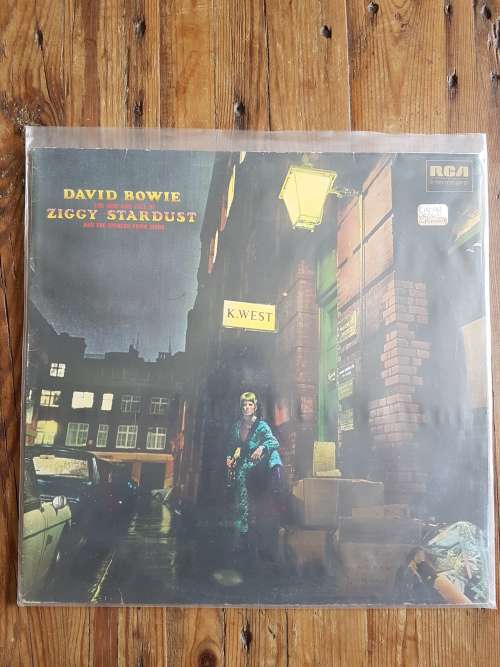 DAVID BOWIE
THE RISE AND FALL OF
ZIGGY STARDUST
AND THE SPIDERS FROM MARS
RCA
K.WEST